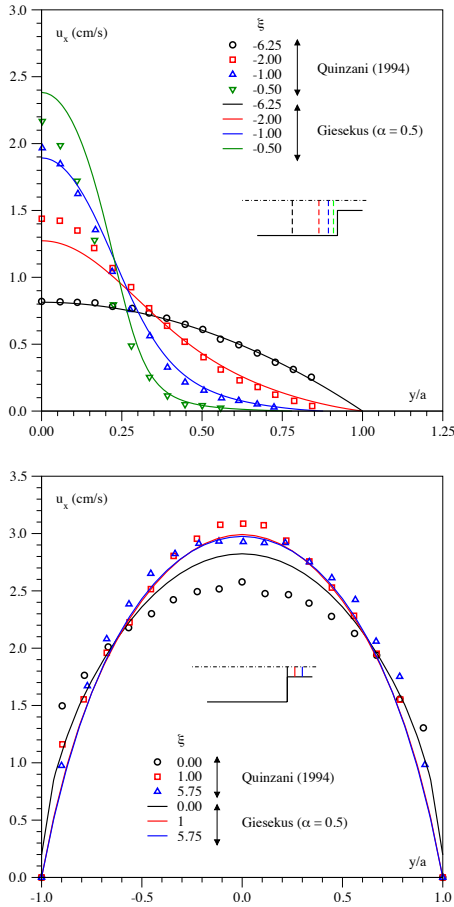 3.0
u_x (cm/s)
ξ
-6.25
-2.00
Quinzani (1994)
-1.00
-0.50
-6.25
-2.00
Giesekus (α = 0.5)
-1.00
-0.50
2.5
2.0
1.5
1.0
0.5
0.0
y/a
0.00 0.25 0.50 0.75 1.00 1.25
3.5
u_x (cm/s)
3.0
2.5
2.0
1.5
1.0
0.5
0.0
ξ
0.00
1.00
Quinzani (1994)
5.75
0.00
1
Giesekus (α = 0.5)
5.75
y/a
-1.0 -0.5 0.0 0.5 1.0